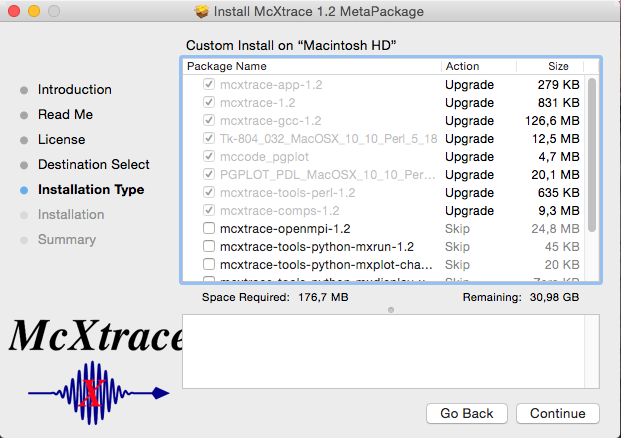 Install McXtrace 1.2 MetaPackage
Custom Install on “Macintosh HD”
Package Name Action Size
Introduction
Read Me
License
Destination Select
Installation Type
Installation
Summary
mcxtrace-app-1.2 Upgrade 279 KB
mcxtrace-1.2 Upgrade 831 KB
mcxtrace-gcc-1.2 Upgrade 126,6 MB
Tk-804_032_MacOSX_10_10_Perl_5_18 Upgrade 12,5 MB
mccode_pgplot Upgrade 4,7 MB
PGPLOT_PDL_MacOSX_10_10_Per... Upgrade 20,1 MB
mcxtrace-tools-perl-1.2 Upgrade 635 KB
mcxtrace-comps-1.2 Upgrade 9,3 MB
mcxtrace-openmpi-1.2 Skip 24,8 MB
mcxtrace-tools-python-mxrun-1.2 Skip 45 KB
mcxtrace-tools-python-mxplot-cha... Skip 20 KB
Space Required: 176,7 MB Remaining: 30,98 GB
McXtrace
X
Go Back Continue